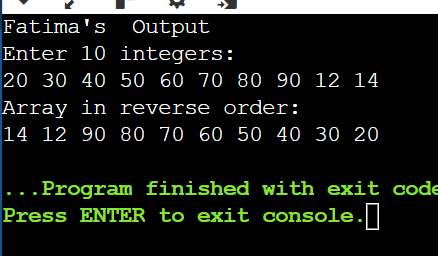 Fatima's  Output
Enter 10 integers:
20 30 40 50 60 70 80 90 12 14
Array in reverse order:
14 12 90 80 70 60 50 40 30 20
...Program finished with exit code
Press ENTER to exit console.